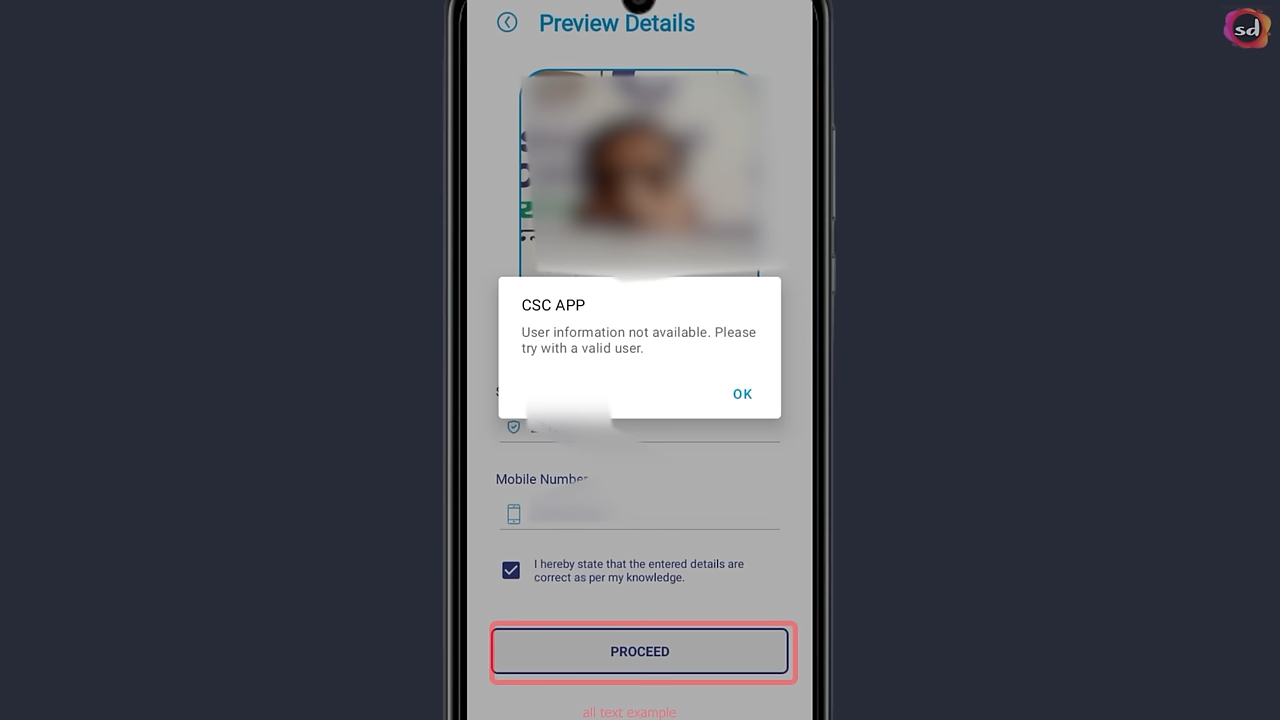 sd
Preview Details
CSC APP
User information not available. Please
try with a valid user.
OK
Mobile Number
I hereby state that the entered details are
correct as per my knowledge.
PROCEED
all text example